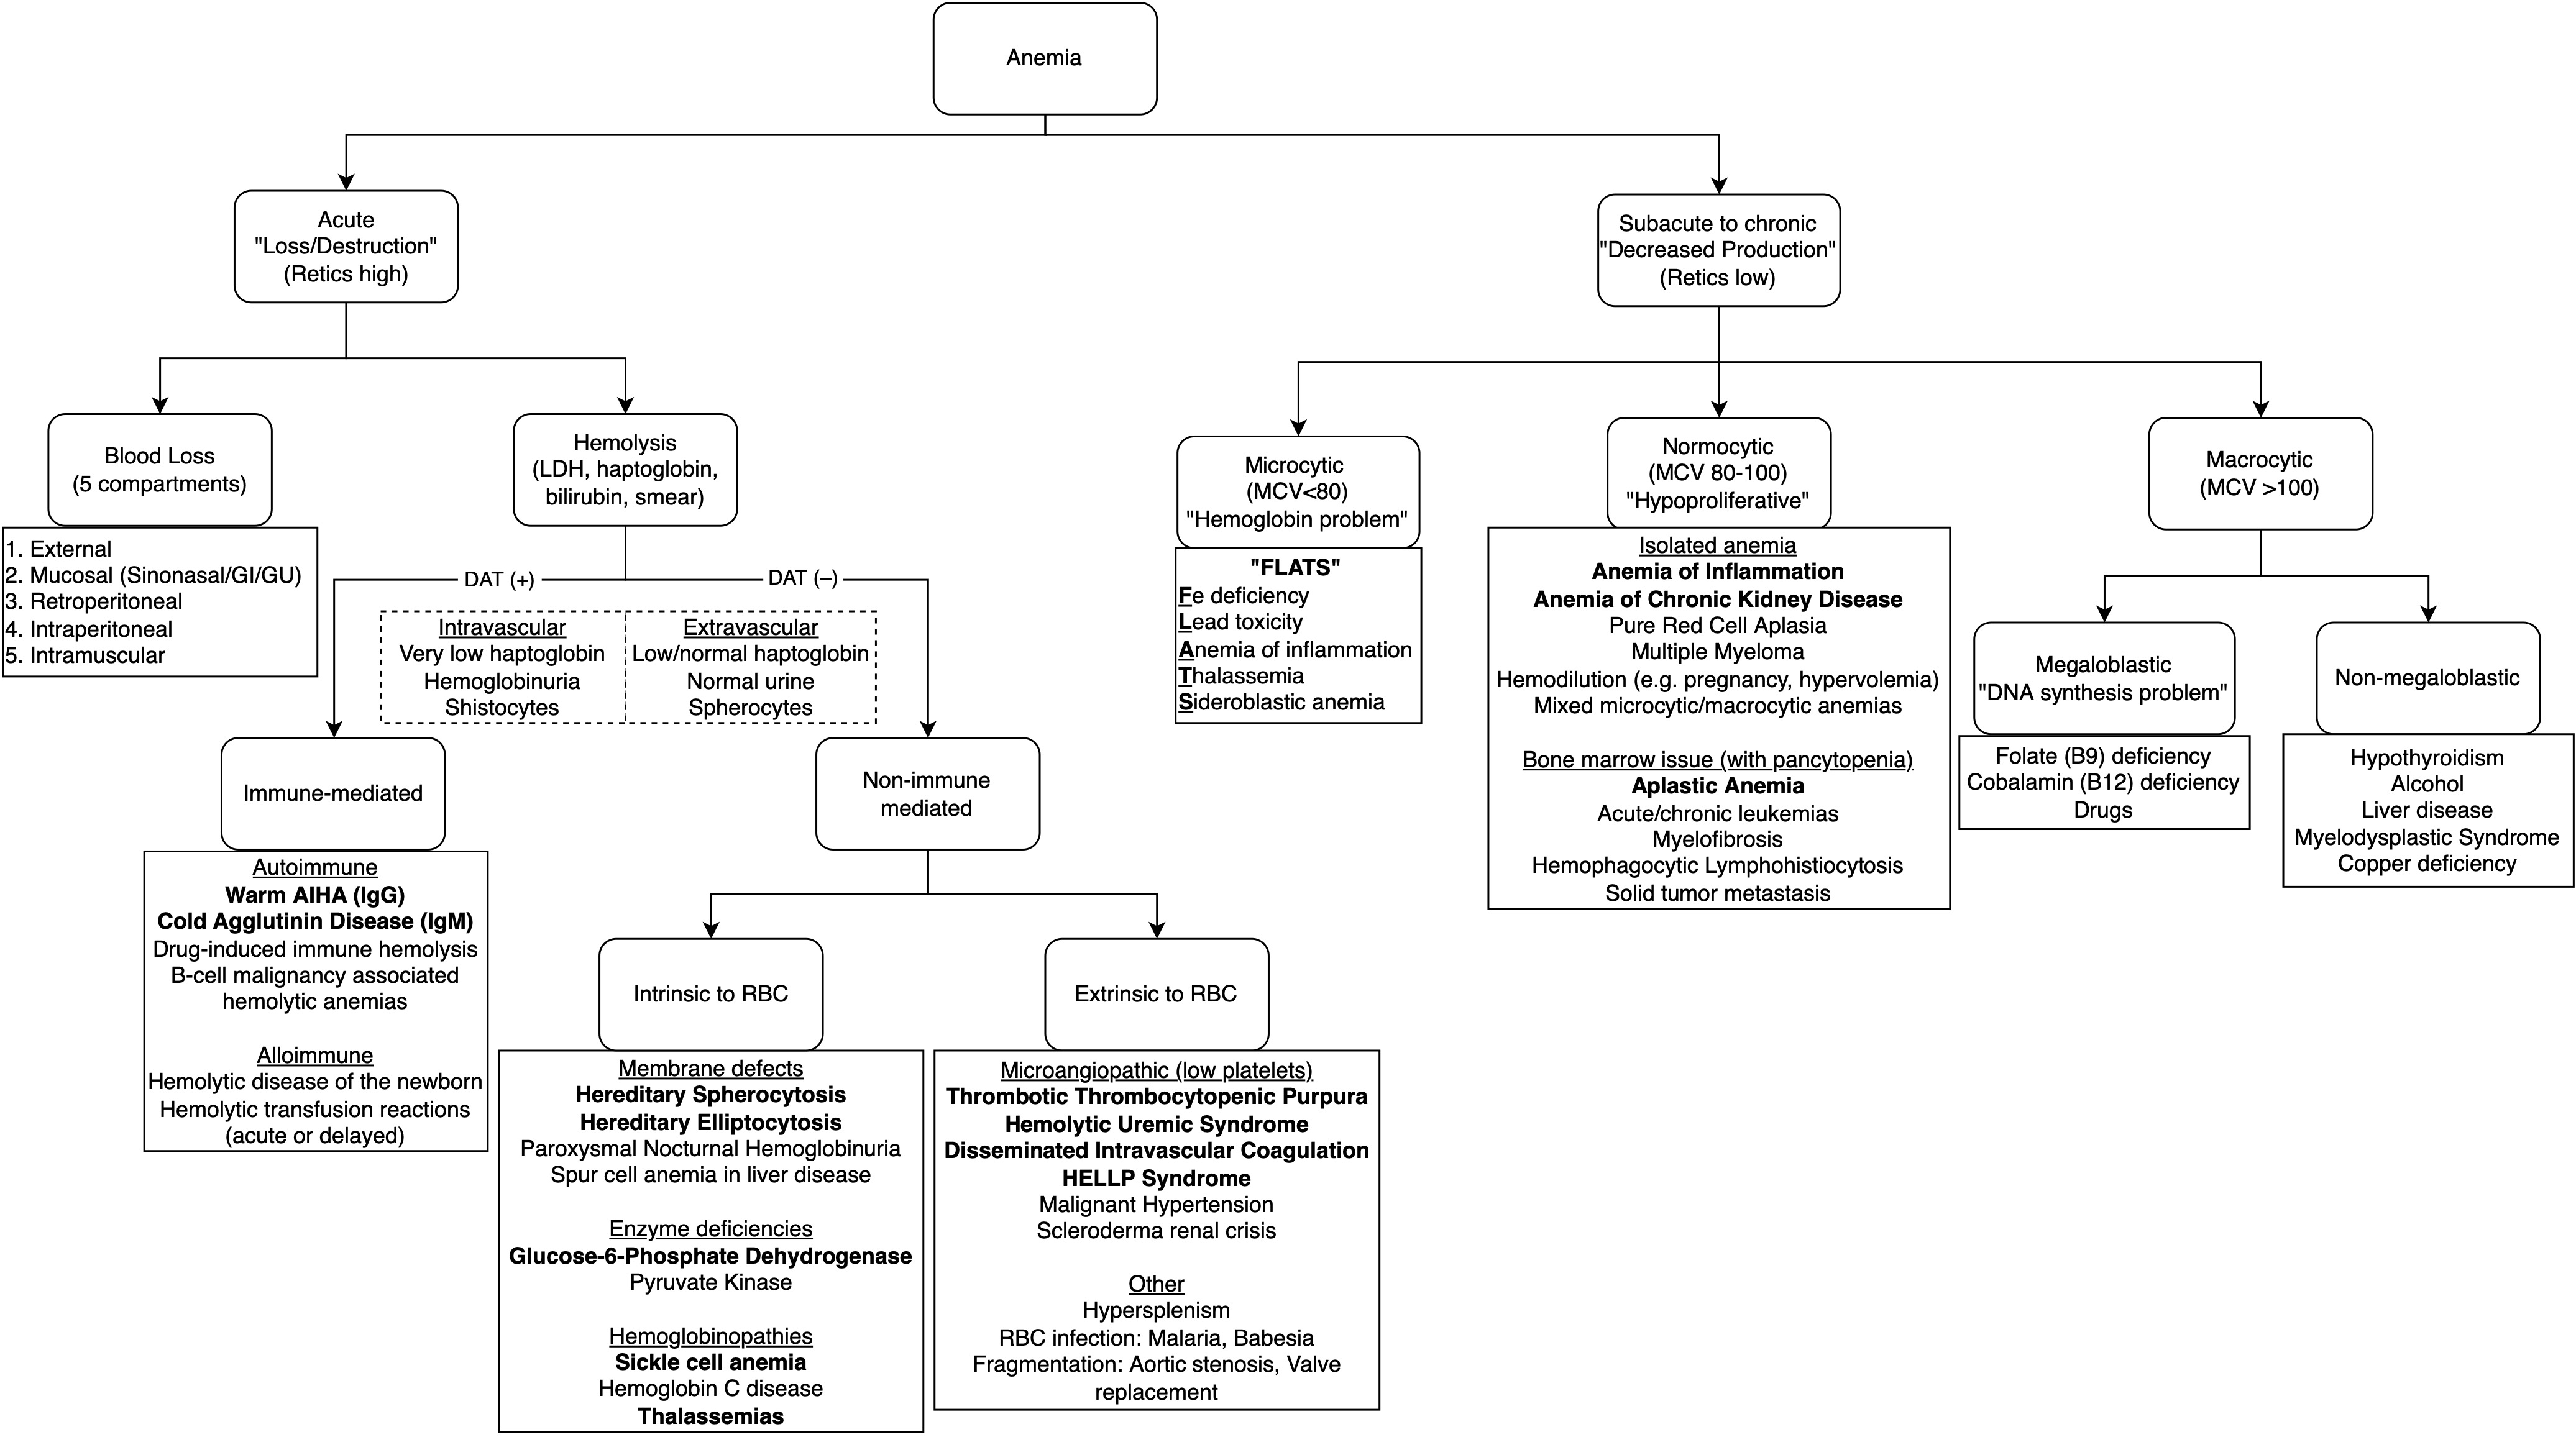 Anemia
Acute
"Loss/Destruction"
(Retics high)
Subacute to chronic
"Decreased Production"
(Retics low)
Blood Loss
(5 compartments)
1. External
2. Mucosal (Sinonasal/GI/GU)
3. Retroperitoneal
4. Intraperitoneal
5. Intramuscular
Hemolysis
(LDH, haptoglobin,
bilirubin, smear)
DAT (+)
DAT (–)
Intravascular
Very low haptoglobin
Hemoglobinuria
Shistocytes
Extravascular
Low/normal haptoglobin
Normal urine
Spherocytes
Immune-mediated
Autoimmune
Warm AIHA (IgG)
Cold Agglutinin Disease (IgM)
Drug-induced immune hemolysis
B-cell malignancy associated
hemolytic anemias
Alloimmune
Hemolytic disease of the newborn
Hemolytic transfusion reactions
(acute or delayed)
Non-immune
mediated
Intrinsic to RBC
Membrane defects
Hereditary Spherocytosis
Hereditary Elliptocytosis
Paroxysmal Nocturnal Hemoglobinuria
Spur cell anemia in liver disease
Enzyme deficiencies
Glucose-6-Phosphate Dehydrogenase
Pyruvate Kinase
Hemoglobinopathies
Sickle cell anemia
Hemoglobin C disease
Thalassemias
Extrinsic to RBC
Microangiopathic (low platelets)
Thrombotic Thrombocytopenic Purpura
Hemolytic Uremic Syndrome
Disseminated Intravascular Coagulation
HELLP Syndrome
Malignant Hypertension
Scleroderma renal crisis
Other
Hypersplenism
RBC infection: Malaria, Babesia
Fragmentation: Aortic stenosis, Valve
replacement
Microcytic
(MCV<80)
"Hemoglobin problem"
"FLATS"
Fe deficiency
Lead toxicity
Anemia of inflammation
Thalassemia
Sideroblastic anemia
Normocytic
(MCV 80-100)
"Hypoproliferative"
Isolated anemia
Anemia of Inflammation
Anemia of Chronic Kidney Disease
Pure Red Cell Aplasia
Multiple Myeloma
Hemodilution (e.g. pregnancy, hypervolemia)
Mixed microcytic/macrocytic anemias
Bone marrow issue (with pancytopenia)
Aplastic Anemia
Acute/chronic leukemias
Myelofibrosis
Hemophagocytic Lymphohistiocytosis
Solid tumor metastasis
Macrocytic
(MCV >100)
Megaloblastic
"DNA synthesis problem"
Folate (B9) deficiency
Cobalamin (B12) deficiency
Drugs
Non-megaloblastic
Hypothyroidism
Alcohol
Liver disease
Myelodysplastic Syndrome
Copper deficiency